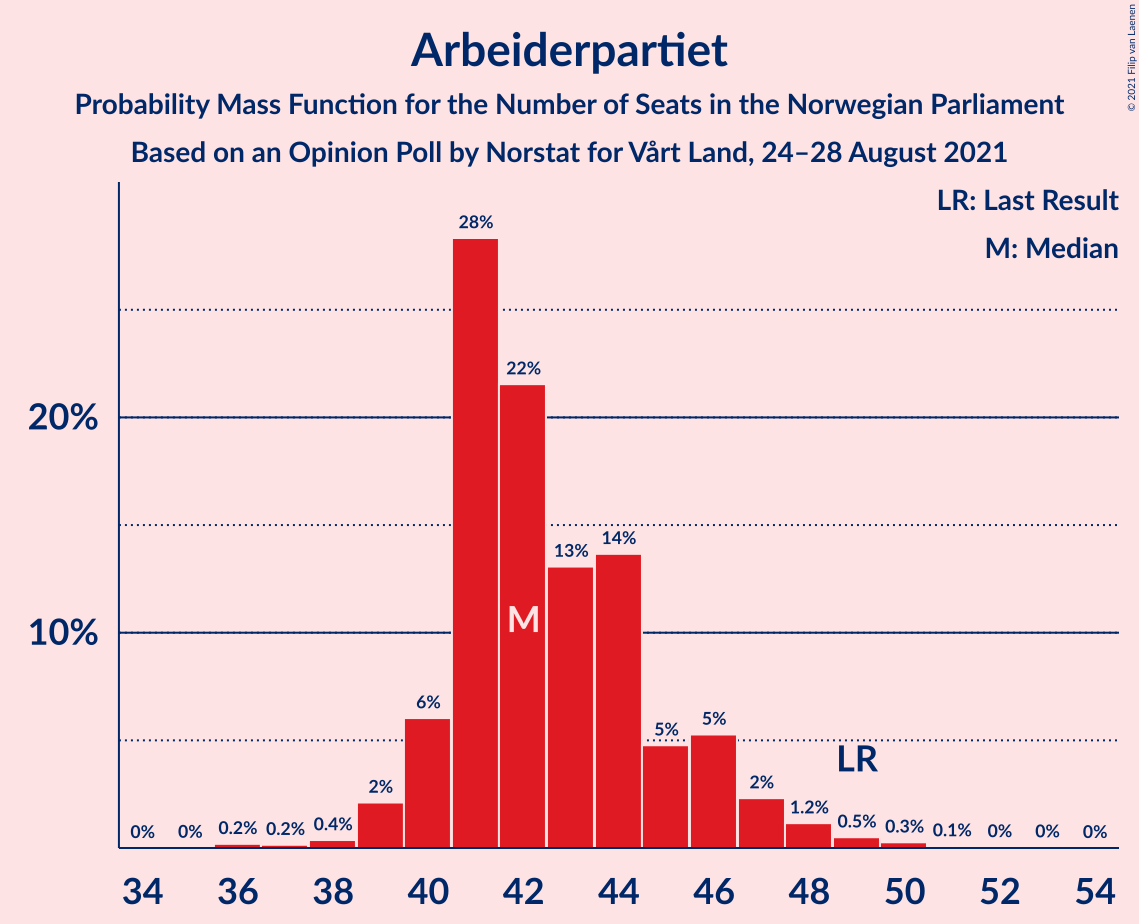 Arbeiderpartiet
Probability Mass Function for the Number of Seats in the Norwegian Parliament
Based on an Opinion Poll by Norstat for Vårt Land, 24–28 August 2021
© 2021 Filip van Laenen
LR: Last Result
M: Median
28%
22%
20%
14%
13%
M
10%
6%
5%
5%
LR
2%
2%
1.2%
0% 0% 0.2% 0.2% 0.4% 0.5% 0.3% 0.1% 0% 0% 0%
34 36 38 40 42 44 46 48 50 52 54